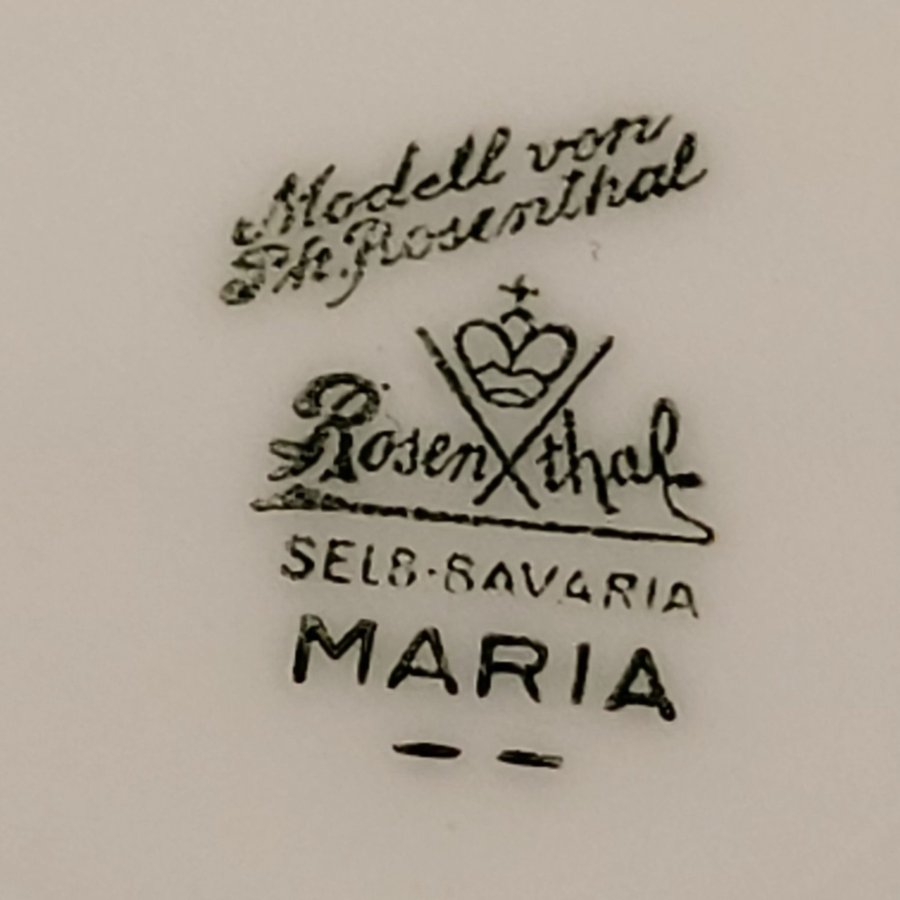 Modell von
Ph. Rosenthal
Rosenthal
SELB-BAVARIA
MARIA